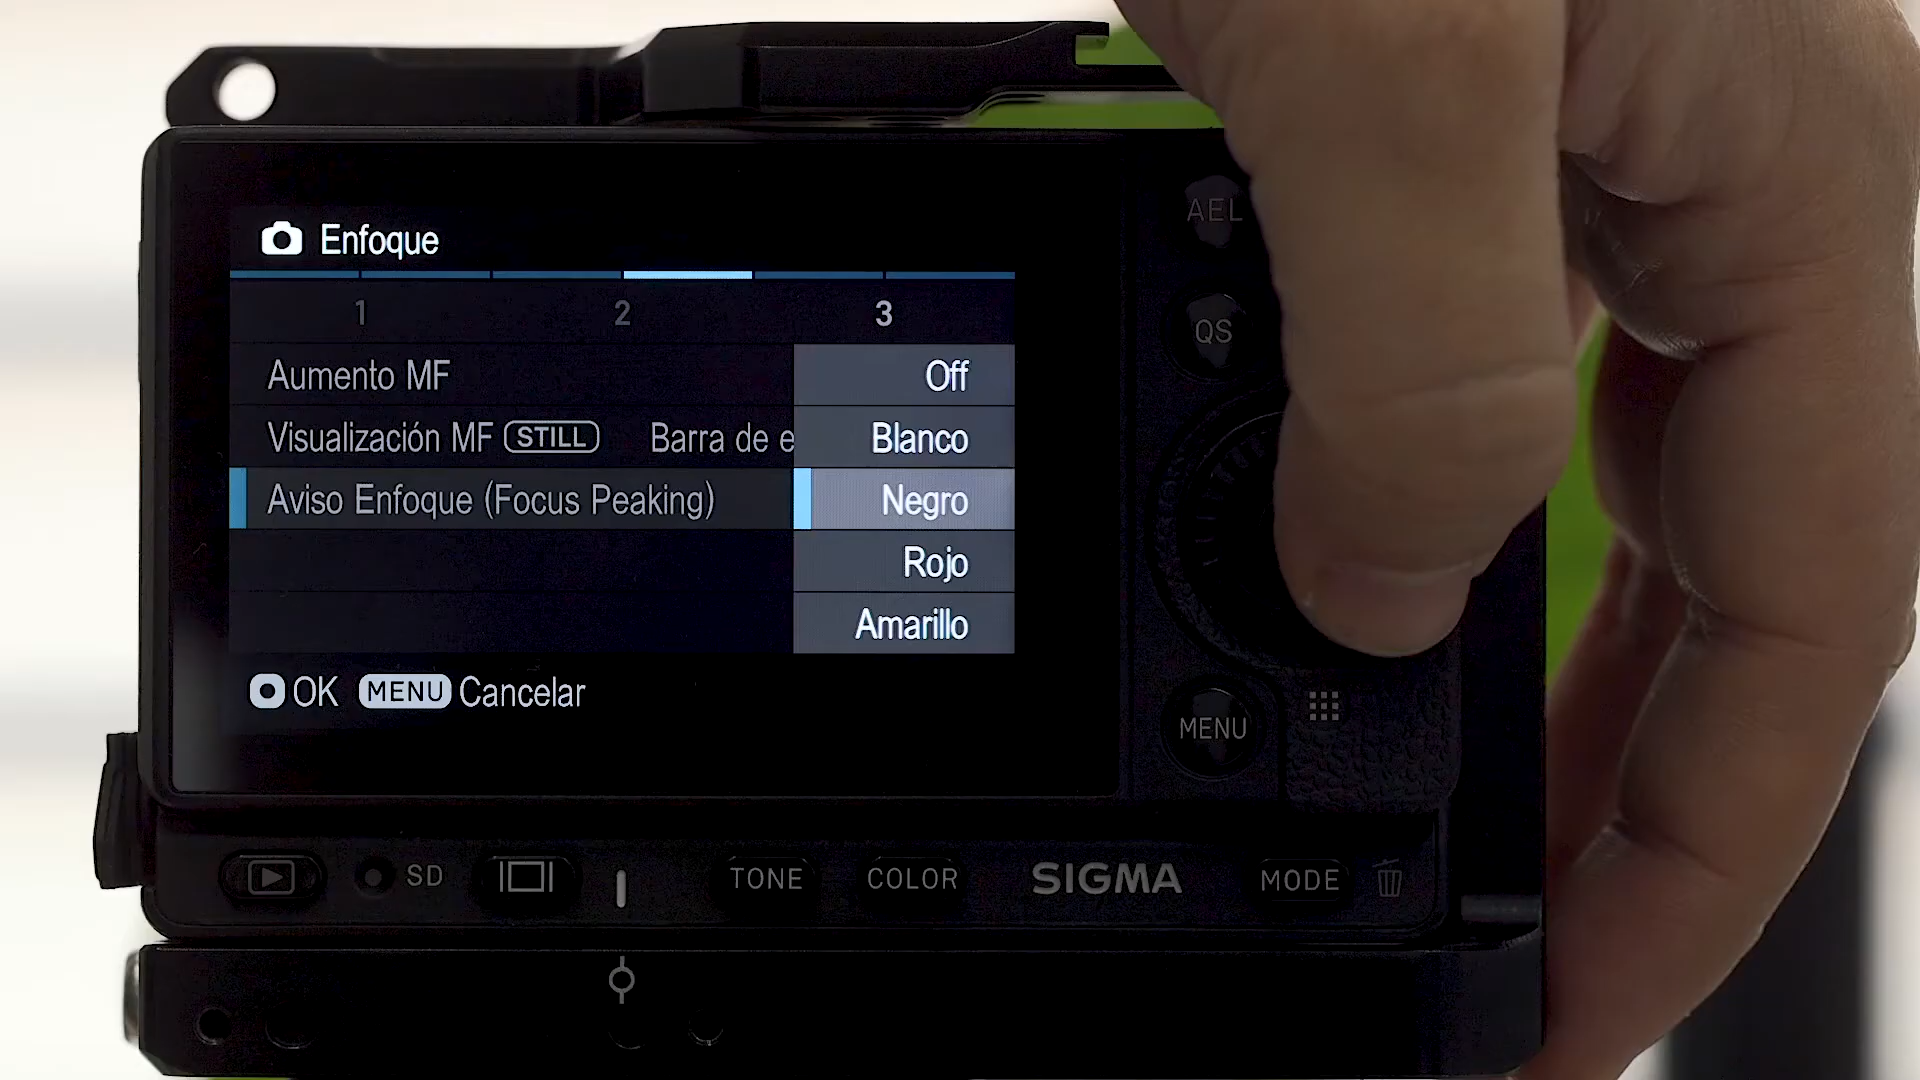 Enfoque
1 2 3
Aumento MF Off
Visualización MF STILL Barra de e Blanco
Aviso Enfoque (Focus Peaking) Negro
Rojo
Amarillo
OK MENU Cancelar
AEL
QS
MENU
SD TONE COLOR SIGMA MODE